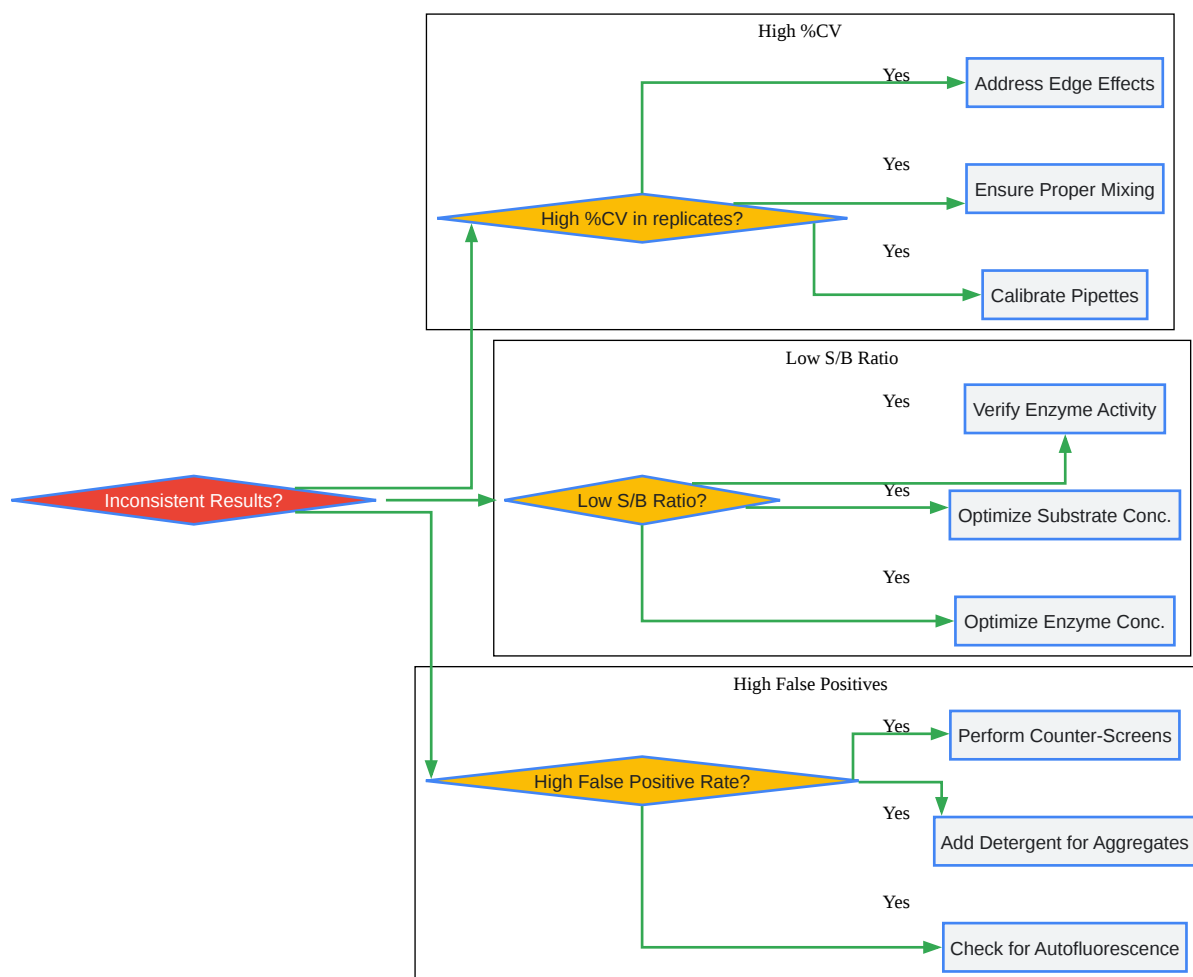 High %CV
Yes
Address Edge Effects
Yes
Ensure Proper Mixing
High %CV in replicates?
Yes
Calibrate Pipettes
Low S/B Ratio
Yes
Verify Enzyme Activity
Inconsistent Results?
Low S/B Ratio?
Yes
Optimize Substrate Conc.
Yes
Optimize Enzyme Conc.
High False Positives
Yes
Perform Counter-Screens
High False Positive Rate?
Yes
Add Detergent for Aggregates
Yes
Check for Autofluorescence